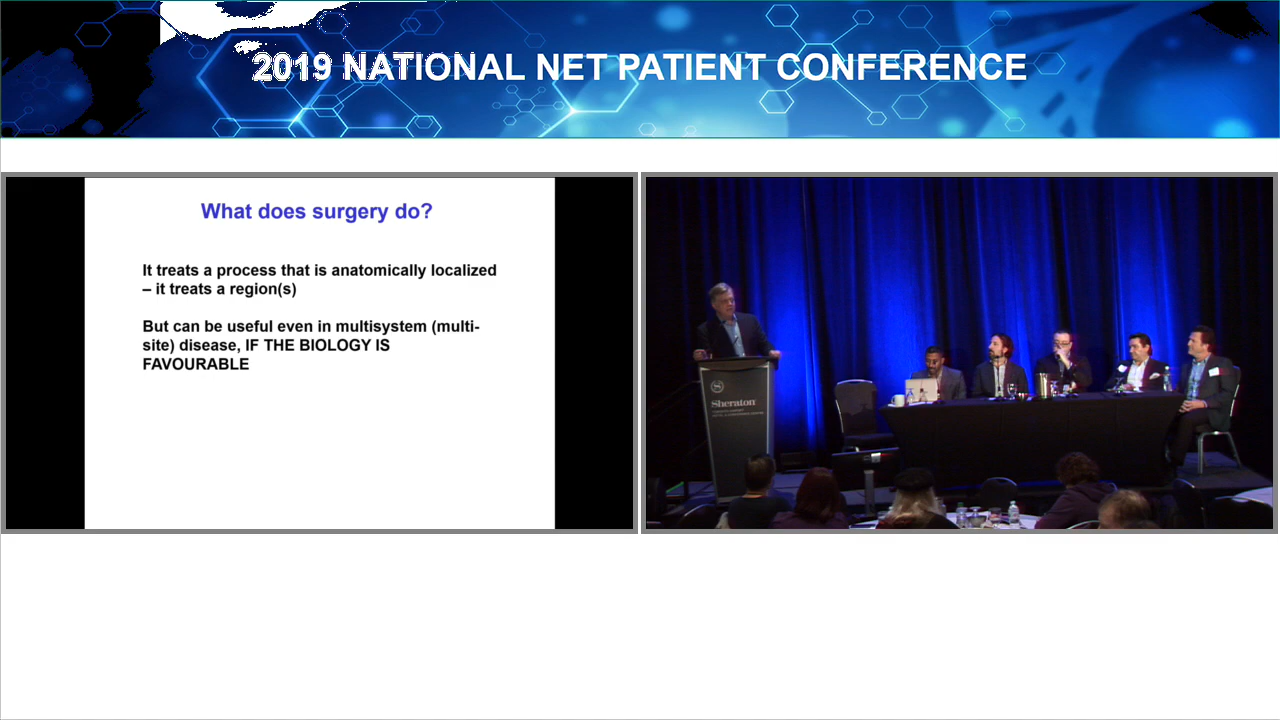 2019 NATIONAL NET PATIENT CONFERENCE
What does surgery do?
It treats a process that is anatomically localized
– it treats a region(s)
But can be useful even in multisystem (multi-
site) disease, IF THE BIOLOGY IS
FAVOURABLE
Sheraton